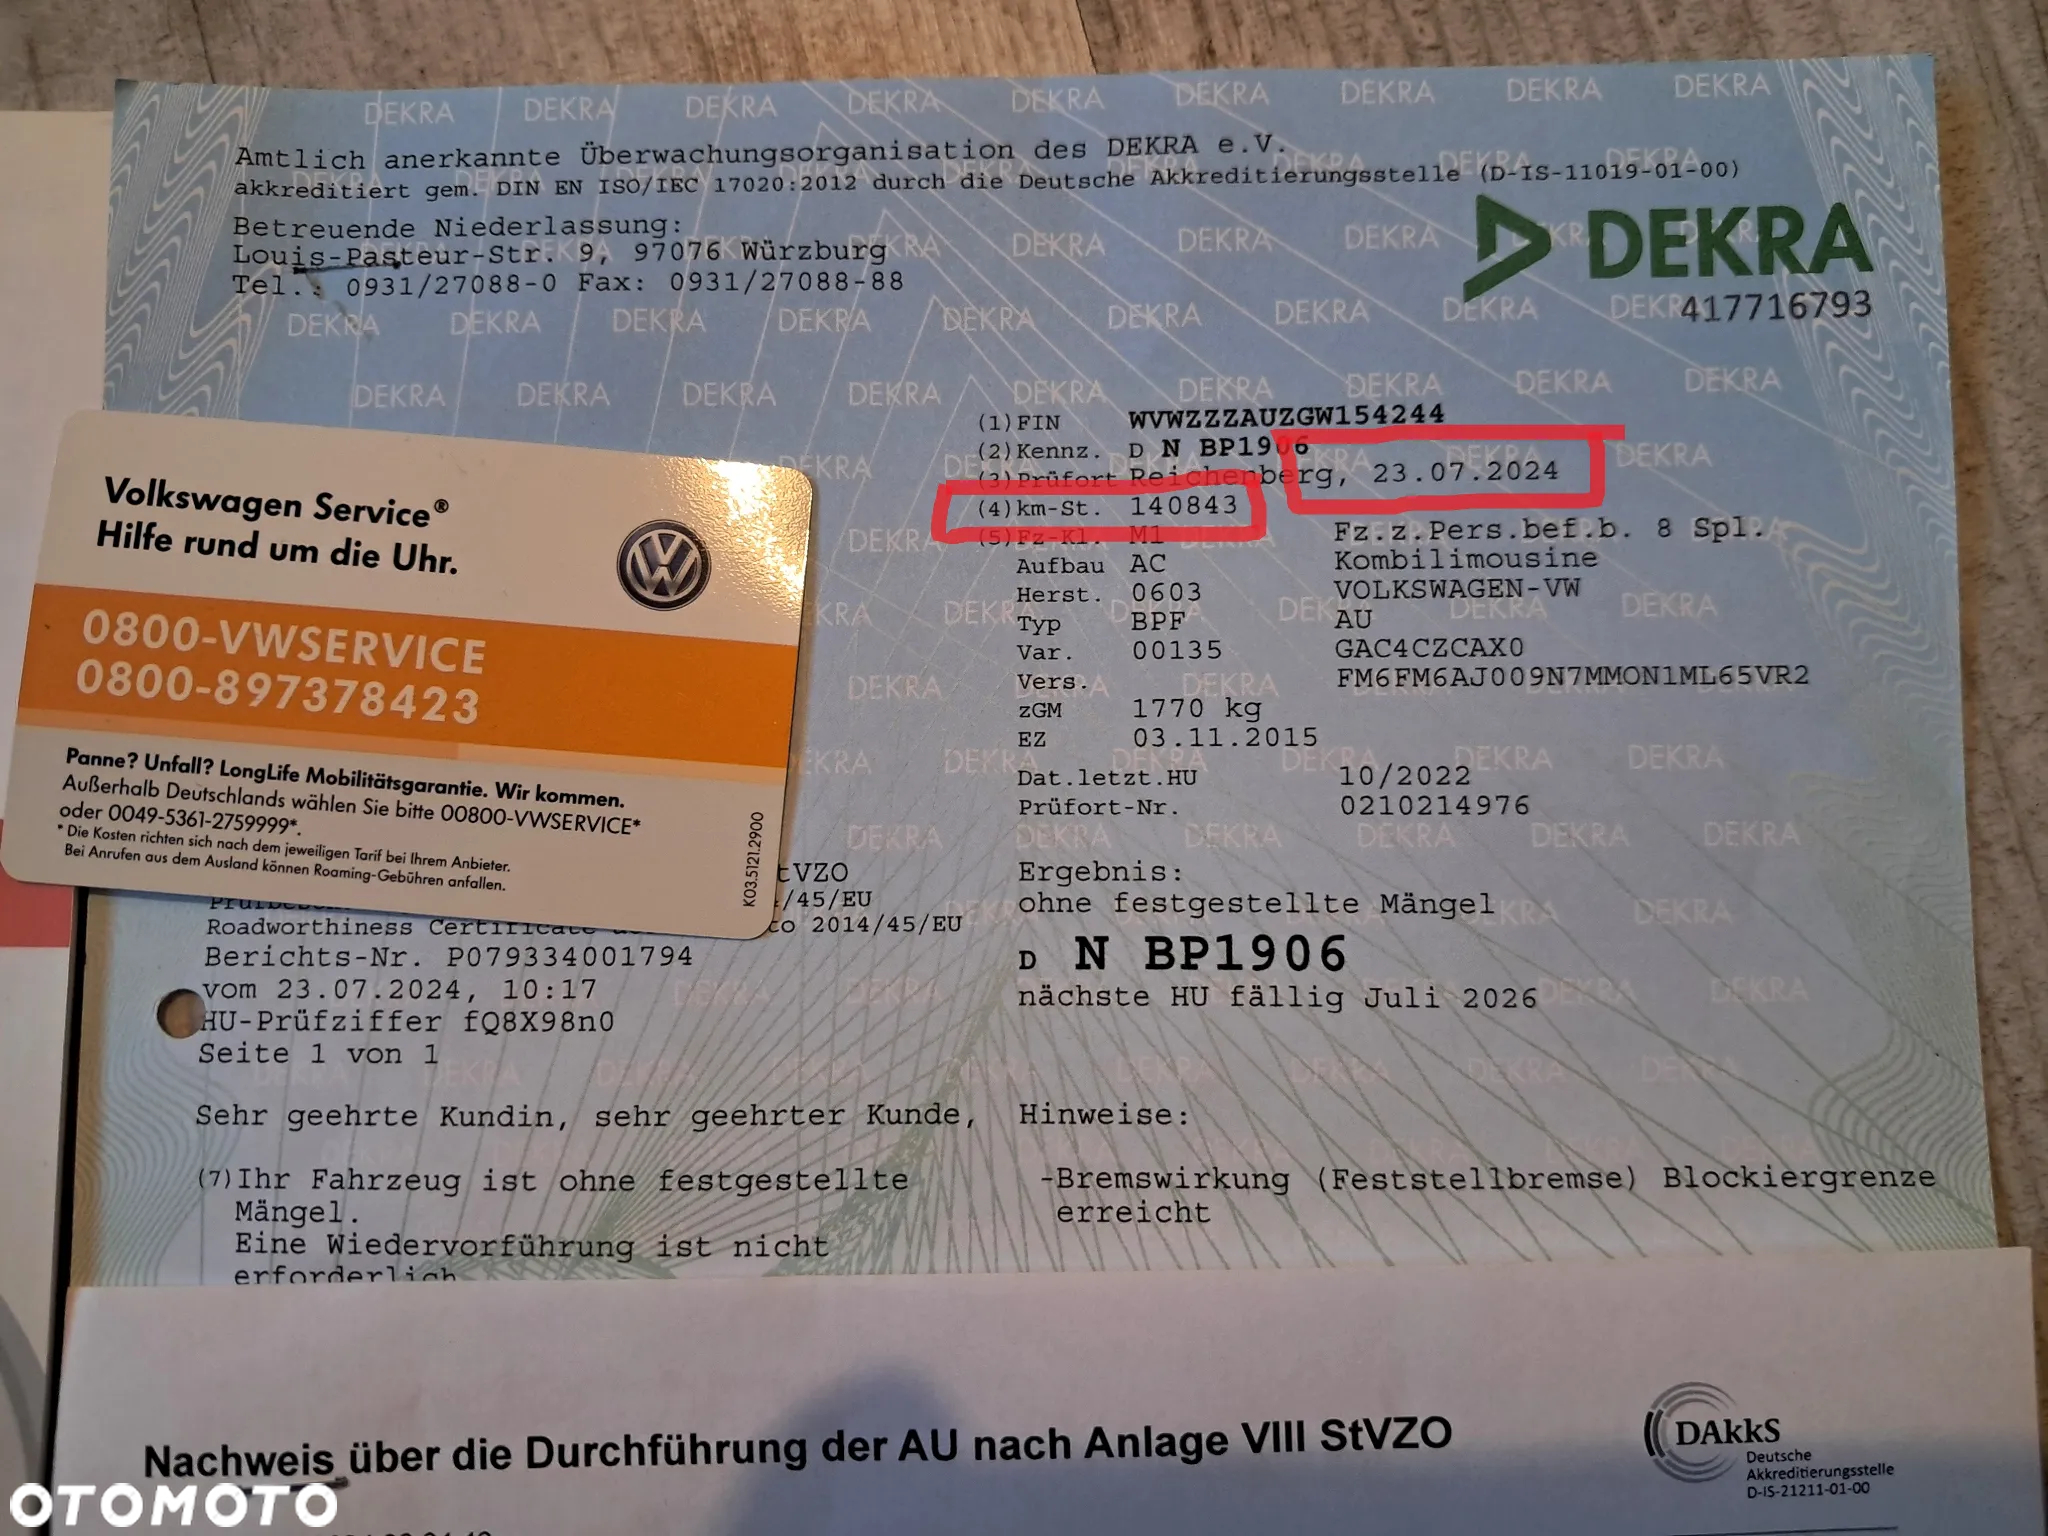 Amtlich anerkannte Überwachungsorganisation des DEKRA e.V.
akkreditiert gem. DIN EN ISO/IEC 17020:2012 durch die Deutsche Akkreditierungsstelle (D-IS-11019-01-00)
Betreuende Niederlassung:
Louis-Pasteur-Str. 9, 97076 Würzburg
Tel.: 0931/27088-0 Fax: 0931/27088-88
DEKRA
417716793
(1) FIN WVWZZZAUZGW154244
(2) Kennz. D N BP1906
(3) Prüfort Reichenberg, 23.07.2024
(4) km-St. 140843
(5) Fz-Kl. M1 Fz.z.Pers.bef.b. 8 Spl.
Aufbau AC Kombilimousine
Herst. 0603 VOLKSWAGEN-VW
Typ BPF AU
Var. 00135 GAC4CZCAX0
Vers. FM6FM6AJ009N7MMON1ML65VR2
zGM 1770 kg
EZ 03.11.2015
Dat.letzt.HU 10/2022
Prüfort-Nr. 0210214976
Volkswagen Service®
Hilfe rund um die Uhr.
0800-VWSERVICE
0800-897378423
Panne? Unfall? LongLife Mobilitätsgarantie. Wir kommen.
Außerhalb Deutschlands wählen Sie bitte 00800-VWSERVICE*
oder 0049-5361-2759999*.
* Die Kosten richten sich nach dem jeweiligen Tarif bei Ihrem Anbieter.
Bei Anrufen aus dem Ausland können Roaming-Gebühren anfallen.
K03.5121.2900
StVZO
/45/EU
Roadworthiness Certificate to 2014/45/EU
Berichts-Nr. P079334001794
vom 23.07.2024, 10:17
HU-Prüfziffer fQ8X98n0
Seite 1 von 1
Ergebnis:
ohne festgestellte Mängel
D N BP1906
nächste HU fällig Juli 2026
Sehr geehrte Kundin, sehr geehrter Kunde,
(7) Ihr Fahrzeug ist ohne festgestellte
Mängel.
Eine Wiedervorführung ist nicht
erforderlich
Hinweise:
-Bremswirkung (Feststellbremse) Blockiergrenze
erreicht
Nachweis über die Durchführung der AU nach Anlage VIII StVZO
DAkkS
Deutsche
Akkreditierungsstelle
D-IS-21211-01-00
OTOMOTO